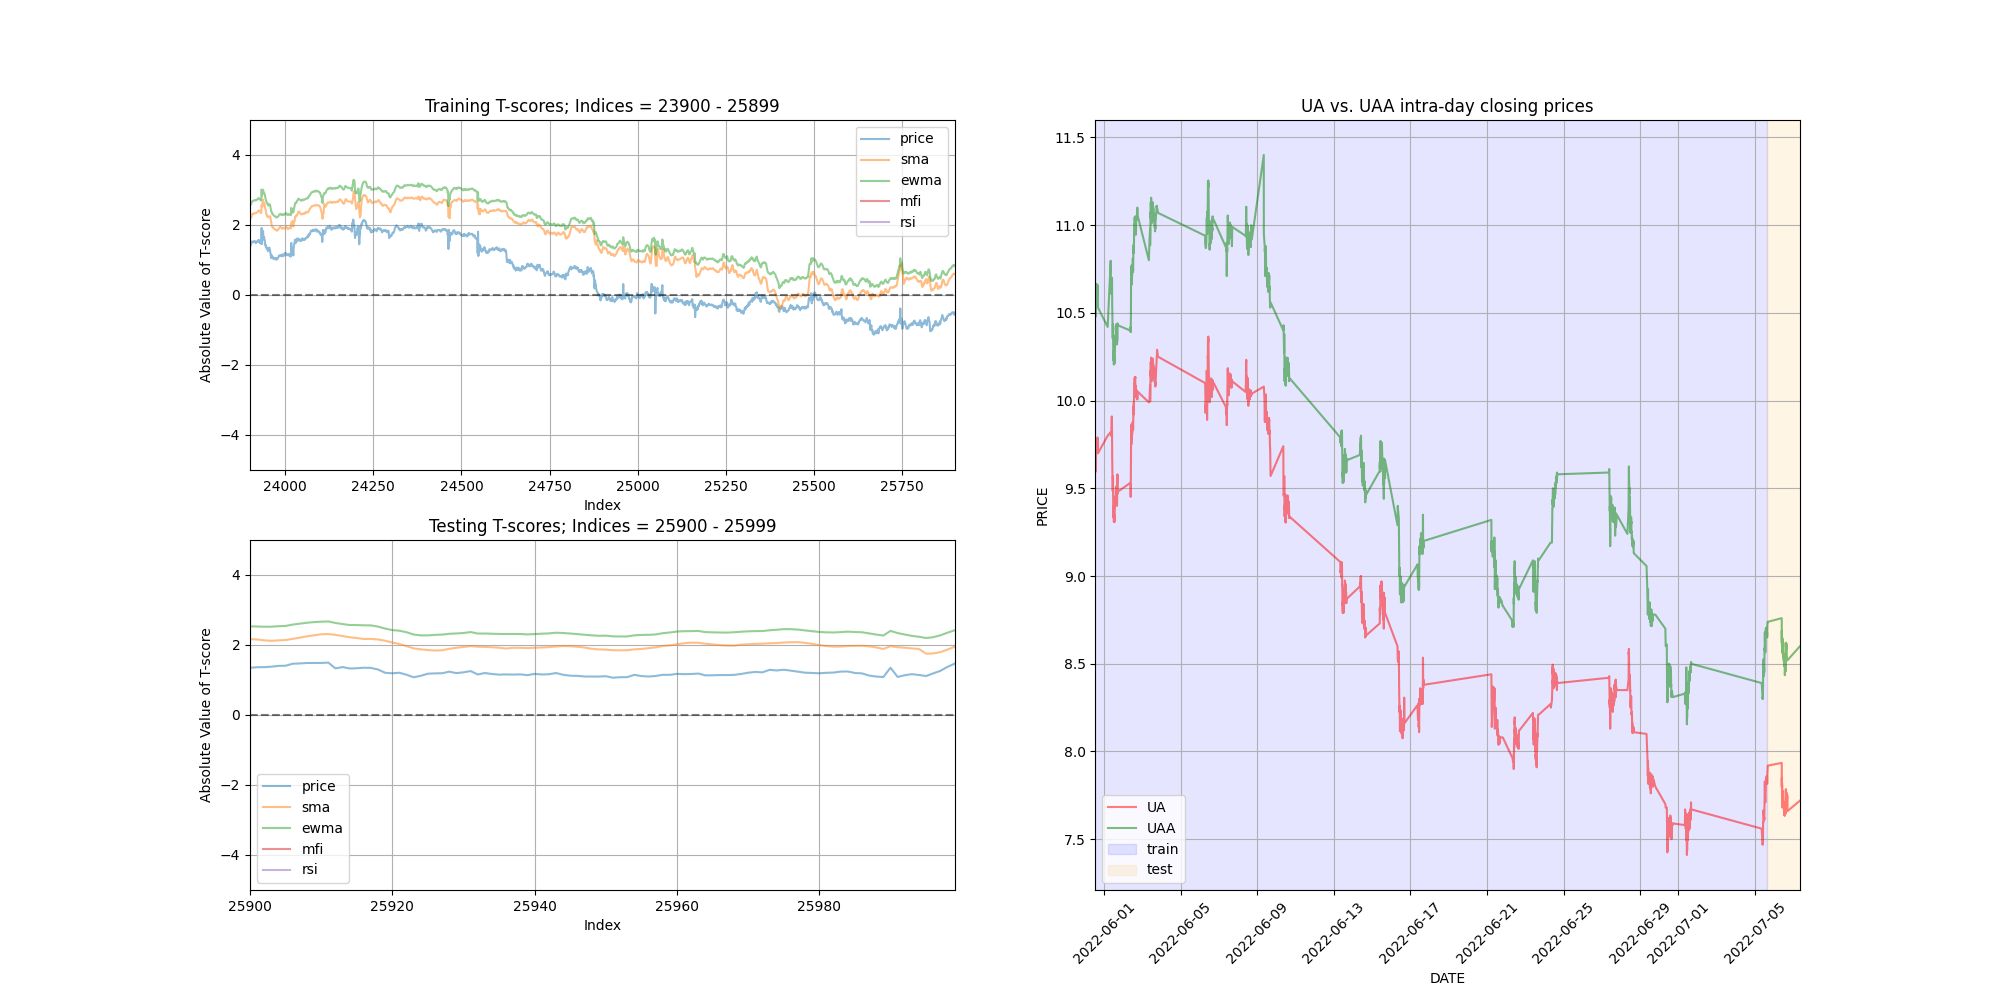 Training T-scores; Indices = 23900 - 25899
Absolute Value of T-score
4
2
0
−2
−4
price
sma
ewma
mfi
rsi
24000 24250 24500 24750 25000 25250 25500 25750
Index
Testing T-scores; Indices = 25900 - 25999
Absolute Value of T-score
4
2
0
−2
−4
price
sma
ewma
mfi
rsi
25900 25920 25940 25960 25980
Index
UA vs. UAA intra-day closing prices
PRICE
11.5
11.0
10.5
10.0
9.5
9.0
8.5
8.0
7.5
UA
UAA
train
test
2022-06-01 2022-06-05 2022-06-09 2022-06-13 2022-06-17 2022-06-21 2022-06-25 2022-06-29 2022-07-01 2022-07-05
DATE